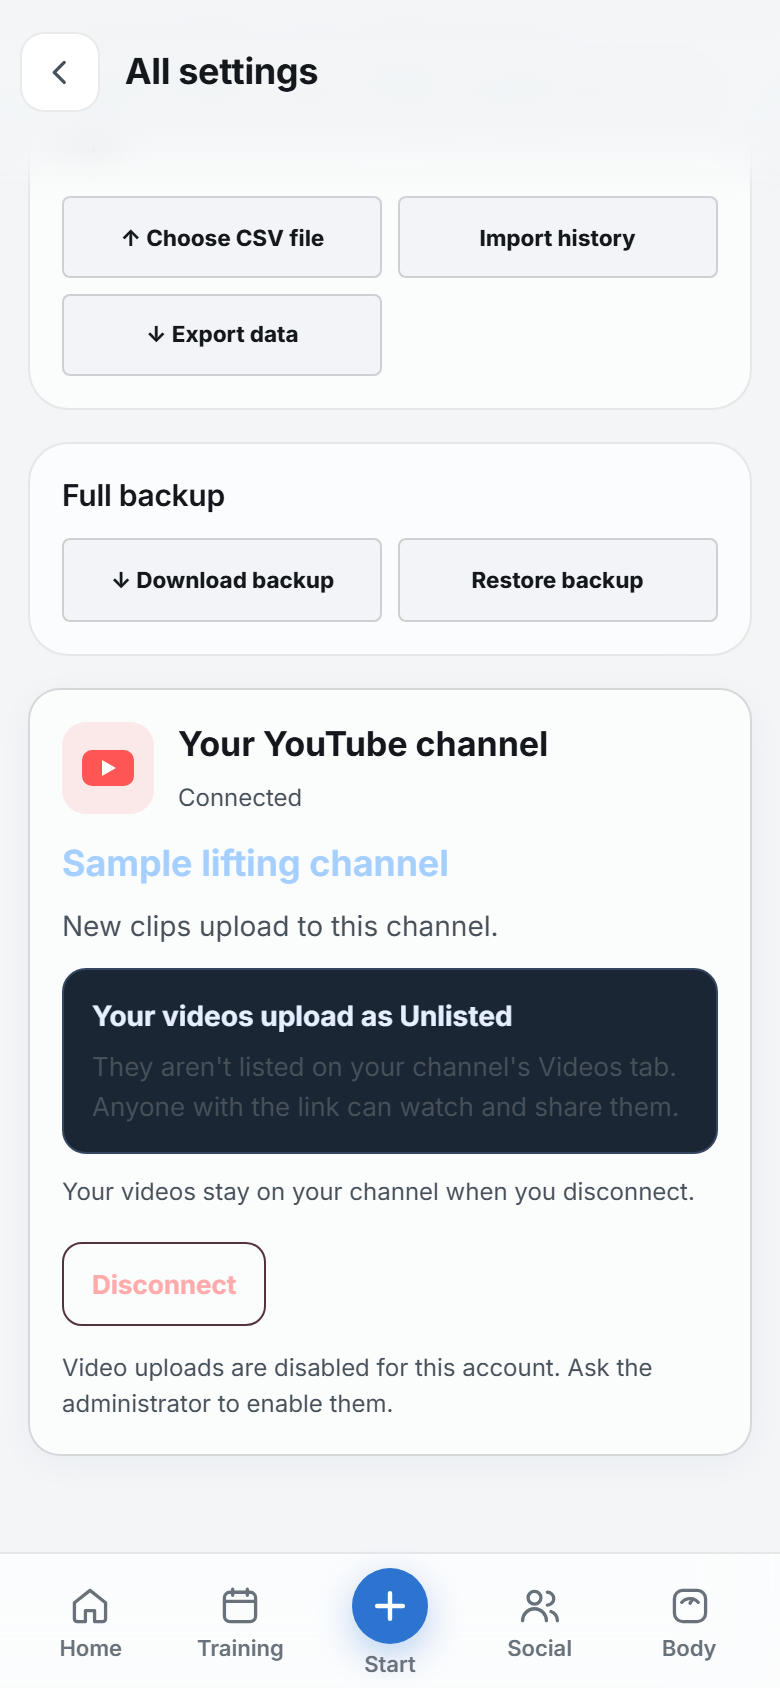 All settings
↑ Choose CSV file
Import history
↓ Export data
Full backup
↓ Download backup
Restore backup
Your YouTube channel
Connected
Sample lifting channel
New clips upload to this channel.
Your videos upload as Unlisted
They aren't listed on your channel's Videos tab.
Anyone with the link can watch and share them.
Your videos stay on your channel when you disconnect.
Disconnect
Video uploads are disabled for this account. Ask the
administrator to enable them.
Home
Training
Start
Social
Body